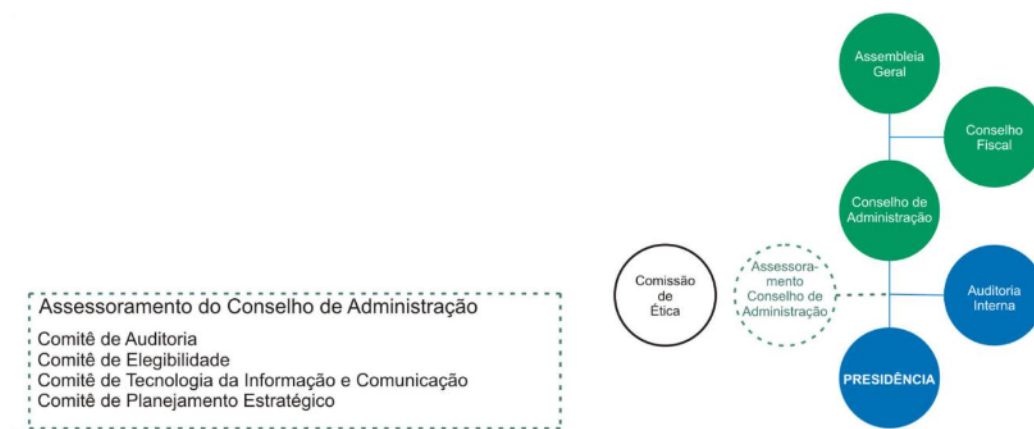 Assembleia
Geral
Conselho
Fiscal
Conselho de
Administração
Comissão
de
Ética
Assessora-
mento
Conselho de
Administração
Auditoria
Interna
PRESIDÊNCIA
Assessoramento do Conselho de Administração
Comitê de Auditoria
Comitê de Elegibilidade
Comitê de Tecnologia da Informação e Comunicação
Comitê de Planejamento Estratégico